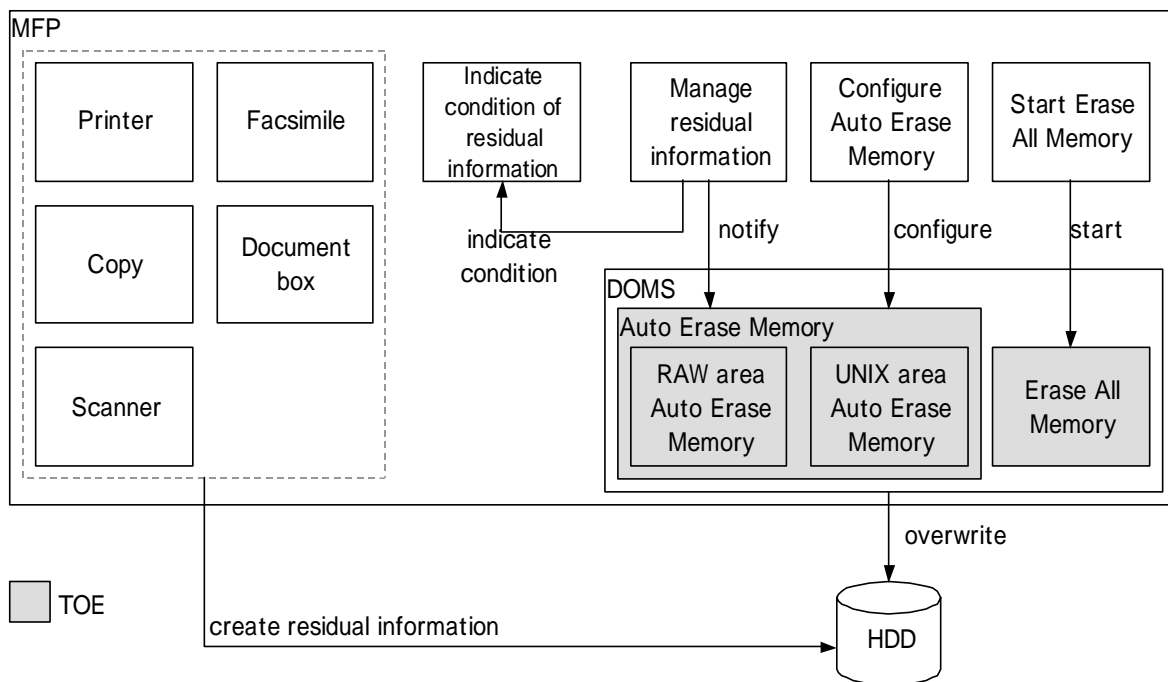 MFP
Printer
Facsimile
Copy
Document
box
Scanner
Indicate
condition of
residual
information
Manage
residual
information
Configure
Auto Erase
Memory
Start Erase
All Memory
indicate
condition
notify
configure
start
DOMS
Auto Erase Memory
RAW area
Auto Erase
Memory
UNIX area
Auto Erase
Memory
Erase All
Memory
overwrite
TOE
create residual information
HDD